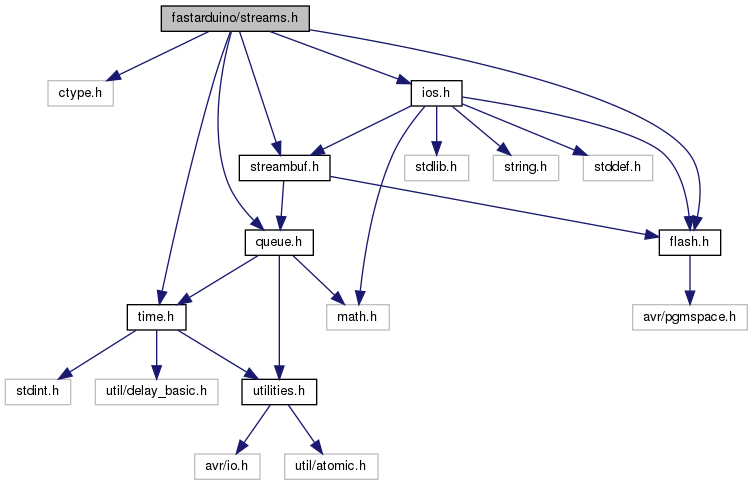 fastarduino/streams.h
ctype.h
ios.h
streambuf.h
stdlib.h
string.h
stddef.h
queue.h
flash.h
time.h
math.h
avr/pgmspace.h
stdint.h
util/delay_basic.h
utilities.h
avr/io.h
util/atomic.h